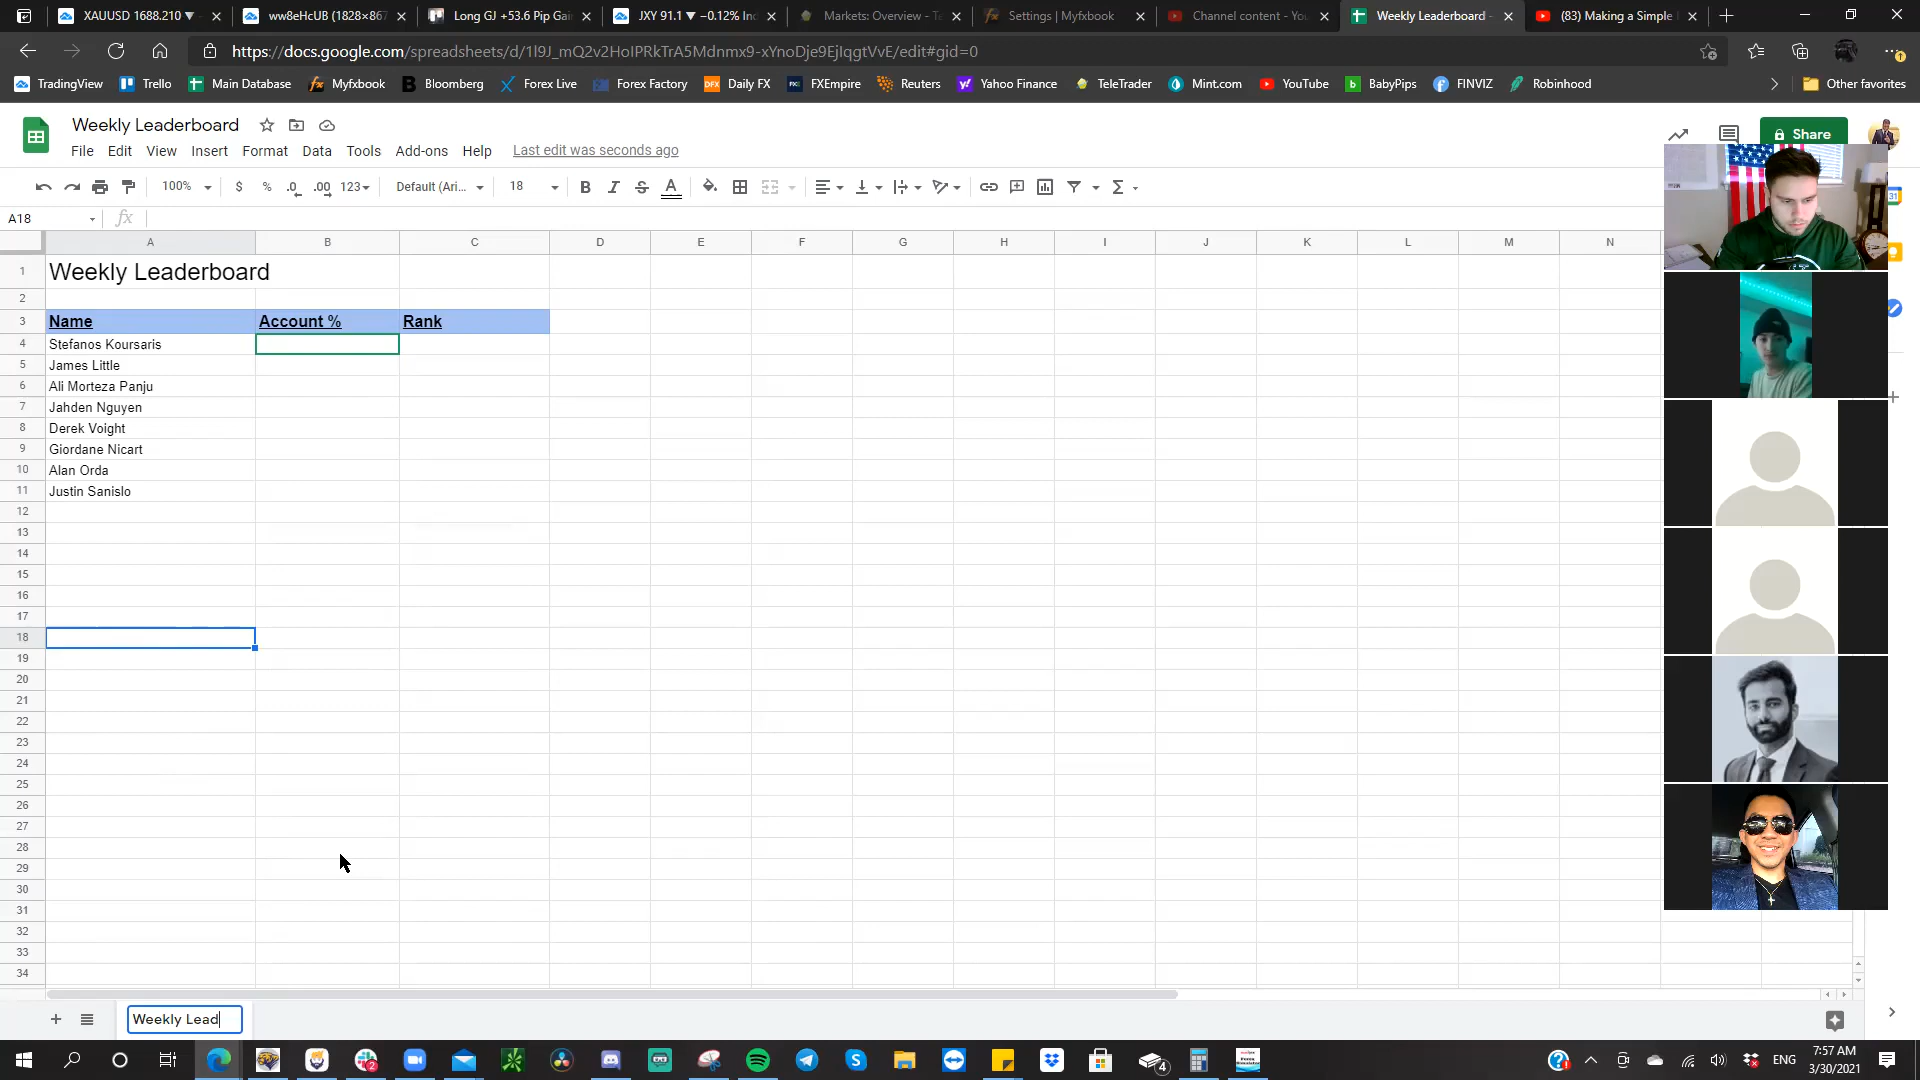 XAUUSD 1688.210 ▼
ww8eHcUB (1828×867
Long GJ +53.6 Pip Gai
JXY 91.1 ▼ −0.12% In
Markets: Overview - T
Settings | Myfxbook
Channel content - You
Weekly Leaderboard -
(83) Making a Simple
https://docs.google.com/spreadsheets/d/1l9J_mQ2v2HoIPRkTrA5Mdnmx9-xYnoDje9EjIqgtVvE/edit#gid=0
TradingView Trello Main Database Myfxbook Bloomberg Forex Live Forex Factory Daily FX FXEmpire Reuters Yahoo Finance TeleTrader Mint.com YouTube BabyPips FINVIZ Robinhood Other favorites
Weekly Leaderboard
Share
File Edit View Insert Format Data Tools Add-ons Help Last edit was seconds ago
100% $ % .0 .00 123 Default (Ari... 18 B I S A
A18 fx
A B C D E F G H I J K L M N
1 Weekly Leaderboard
2
3 Name Account % Rank
4 Stefanos Koursaris
5 James Little
6 Ali Morteza Panju
7 Jahden Nguyen
8 Derek Voight
9 Giordane Nicart
10 Alan Orda
11 Justin Sanislo
12
13
14
15
16
17
18
19
20
21
22
23
24
25
26
27
28
29
30
31
32
33
34
Weekly Lead
ENG
7:57 AM
3/30/2021